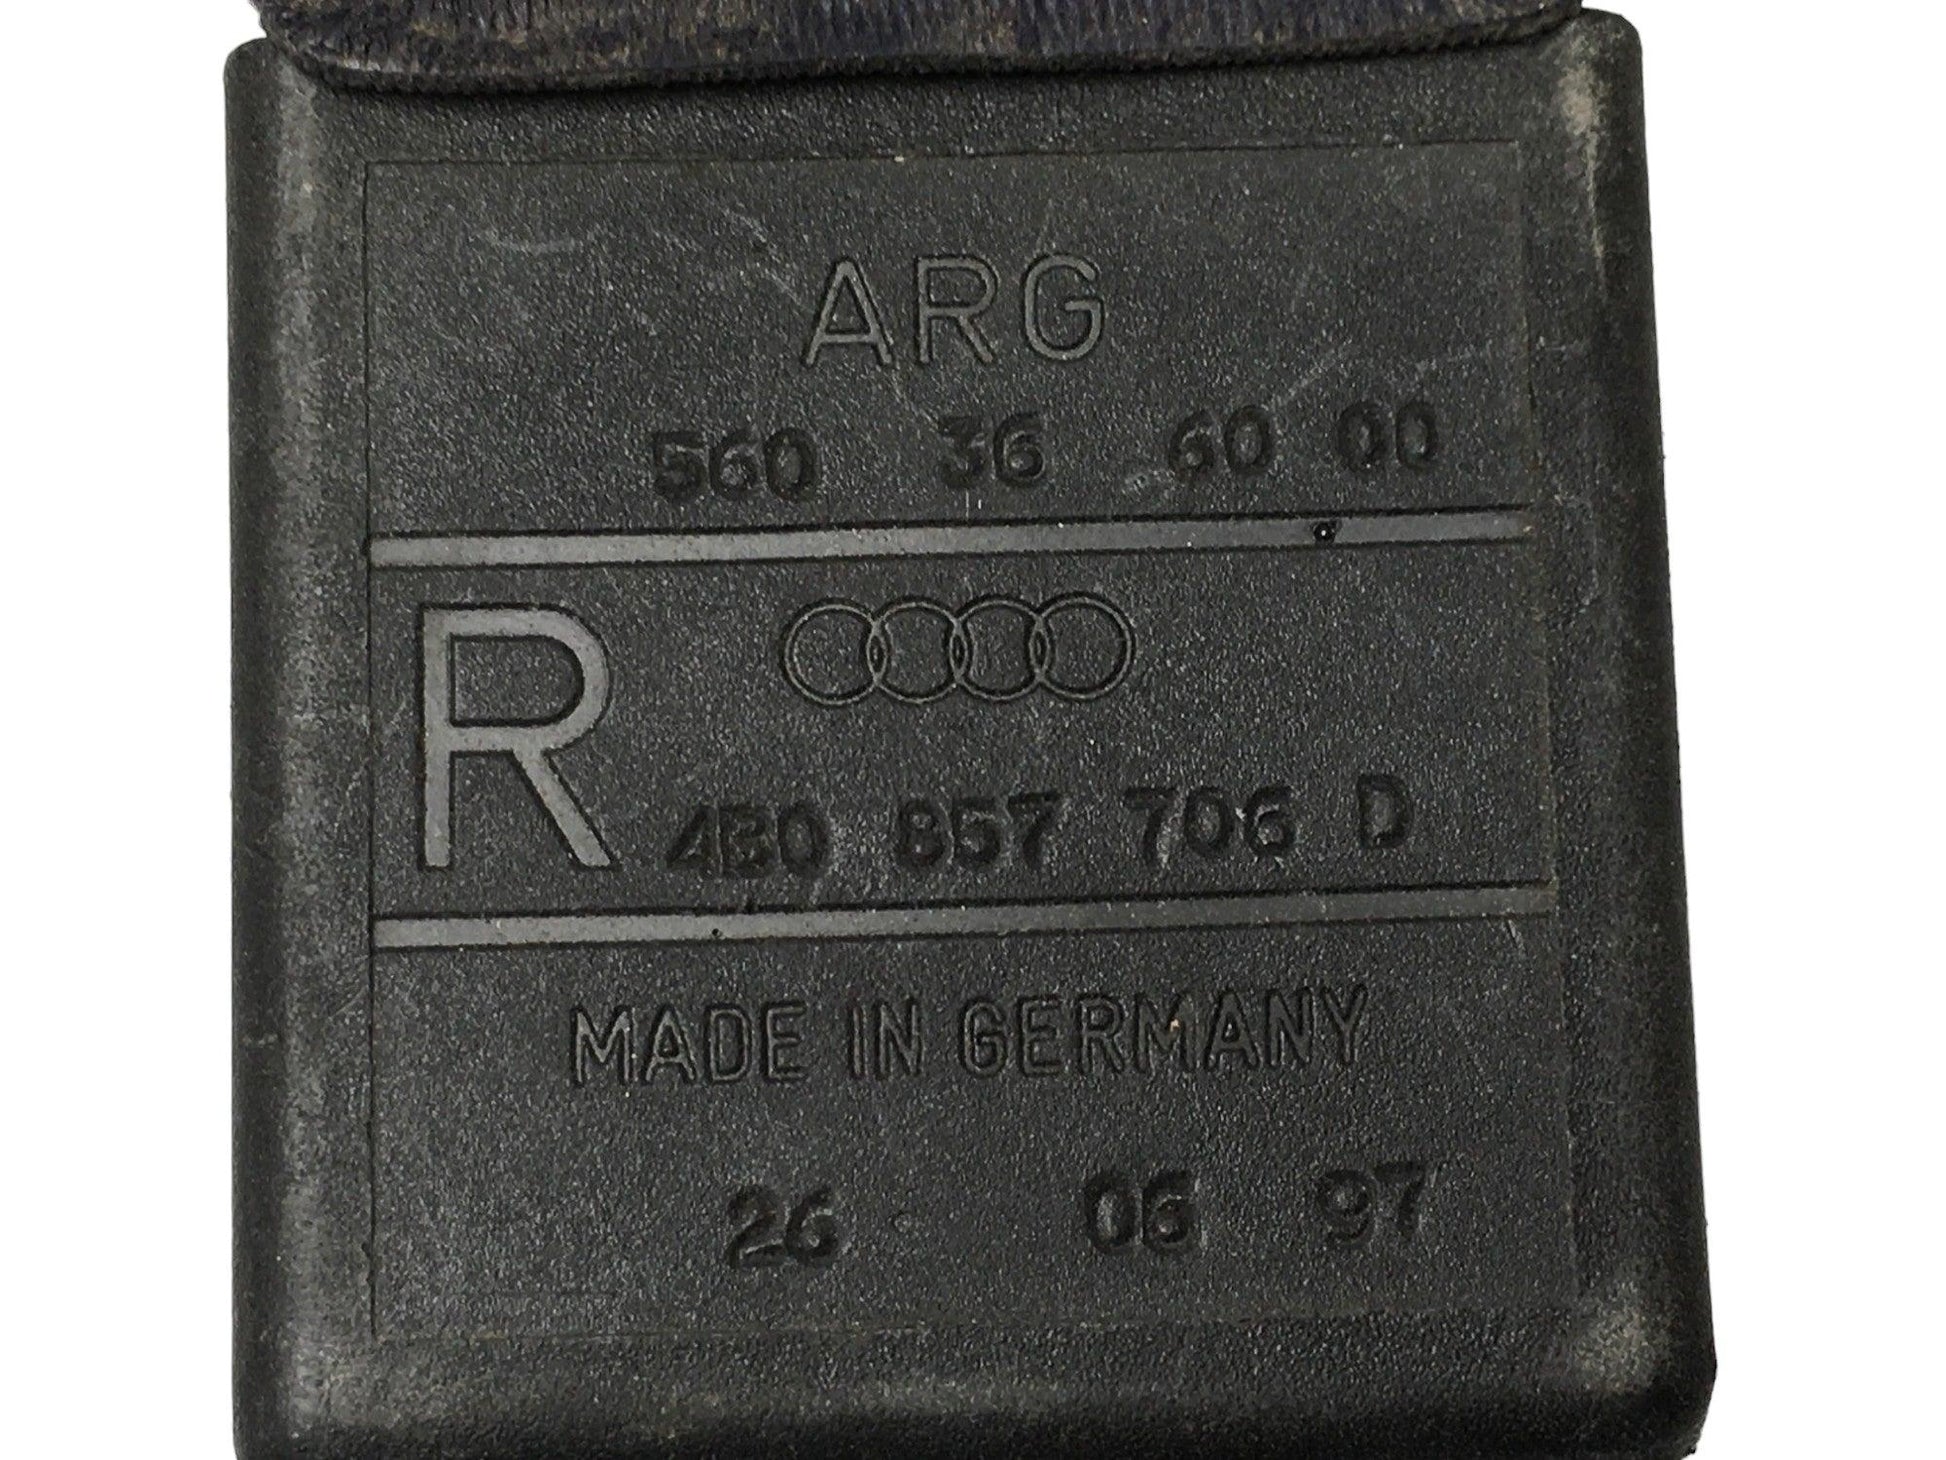 ARG
560 36 60 00
R
4B0 857 706 D
MADE IN GERMANY
26 06 97